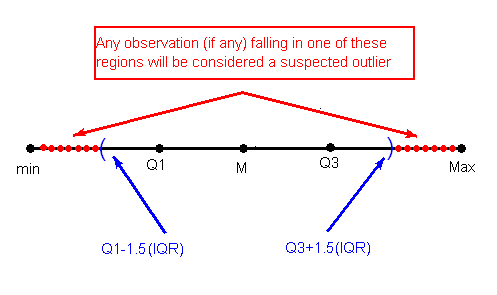 Any observation (if any) falling in one of these
regions will be considered a suspected outlier
min
Q1
M
Q3
Max
Q1-1.5(IQR)
Q3+1.5(IQR)